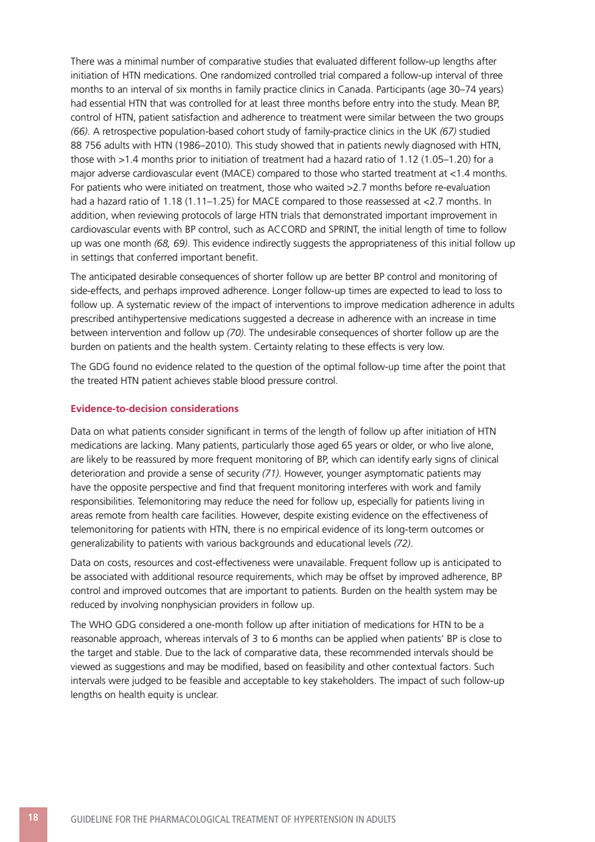 There was a minimal number of comparative studies that evaluated different follow-up lengths after
initiation of HTN medications. One randomized controlled trial compared a follow-up interval of three
months to an interval of six months in family practice clinics in Canada. Participants (age 30–74 years)
had essential HTN that was controlled for at least three months before entry into the study. Mean BP,
control of HTN, patient satisfaction and adherence to treatment were similar between the two groups
(66). A retrospective population-based cohort study of family-practice clinics in the UK (67) studied
88 756 adults with HTN (1986–2010). This study showed that in patients newly diagnosed with HTN,
those with >1.4 months prior to initiation of treatment had a hazard ratio of 1.12 (1.05–1.20) for a
major adverse cardiovascular event (MACE) compared to those who started treatment at <1.4 months.
For patients who were initiated on treatment, those who waited >2.7 months before re-evaluation
had a hazard ratio of 1.18 (1.11–1.25) for MACE compared to those reassessed at <2.7 months. In
addition, when reviewing protocols of large HTN trials that demonstrated important improvement in
cardiovascular events with BP control, such as ACCORD and SPRINT, the initial length of time to follow
up was one month (68, 69). This evidence indirectly suggests the appropriateness of this initial follow up
in settings that conferred important benefit.
The anticipated desirable consequences of shorter follow up are better BP control and monitoring of
side-effects, and perhaps improved adherence. Longer follow-up times are expected to lead to loss to
follow up. A systematic review of the impact of interventions to improve medication adherence in adults
prescribed antihypertensive medications suggested a decrease in adherence with an increase in time
between intervention and follow up (70). The undesirable consequences of shorter follow up are the
burden on patients and the health system. Certainty relating to these effects is very low.
The GDG found no evidence related to the question of the optimal follow-up time after the point that
the treated HTN patient achieves stable blood pressure control.
Evidence-to-decision considerations
Data on what patients consider significant in terms of the length of follow up after initiation of HTN
medications are lacking. Many patients, particularly those aged 65 years or older, or who live alone,
are likely to be reassured by more frequent monitoring of BP, which can identify early signs of clinical
deterioration and provide a sense of security (71). However, younger asymptomatic patients may
have the opposite perspective and find that frequent monitoring interferes with work and family
responsibilities. Telemonitoring may reduce the need for follow up, especially for patients living in
areas remote from health care facilities. However, despite existing evidence on the effectiveness of
telemonitoring for patients with HTN, there is no empirical evidence of its long-term outcomes or
generalizability to patients with various backgrounds and educational levels (72).
Data on costs, resources and cost-effectiveness were unavailable. Frequent follow up is anticipated to
be associated with additional resource requirements, which may be offset by improved adherence, BP
control and improved outcomes that are important to patients. Burden on the health system may be
reduced by involving nonphysician providers in follow up.
The WHO GDG considered a one-month follow up after initiation of medications for HTN to be a
reasonable approach, whereas intervals of 3 to 6 months can be applied when patients’ BP is close to
the target and stable. Due to the lack of comparative data, these recommended intervals should be
viewed as suggestions and may be modified, based on feasibility and other contextual factors. Such
intervals were judged to be feasible and acceptable to key stakeholders. The impact of such follow-up
lengths on health equity is unclear.
18 GUIDELINE FOR THE PHARMACOLOGICAL TREATMENT OF HYPERTENSION IN ADULTS